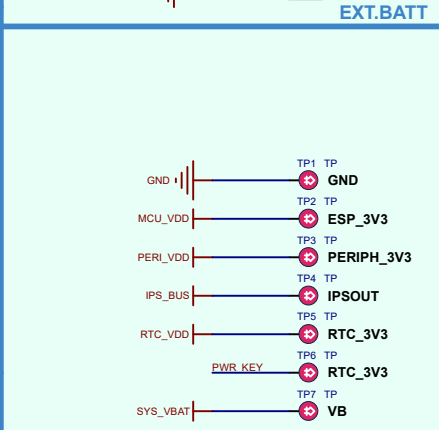 EXT.BATT
TP1 TP
GND GND
TP2 TP
MCU_VDD ESP_3V3
TP3 TP
PERI_VDD PERIPH_3V3
TP4 TP
IPS_BUS IPSOUT
TP5 TP
RTC_VDD RTC_3V3
TP6 TP
PWR_KEY RTC_3V3
TP7 TP
SYS_VBAT VB